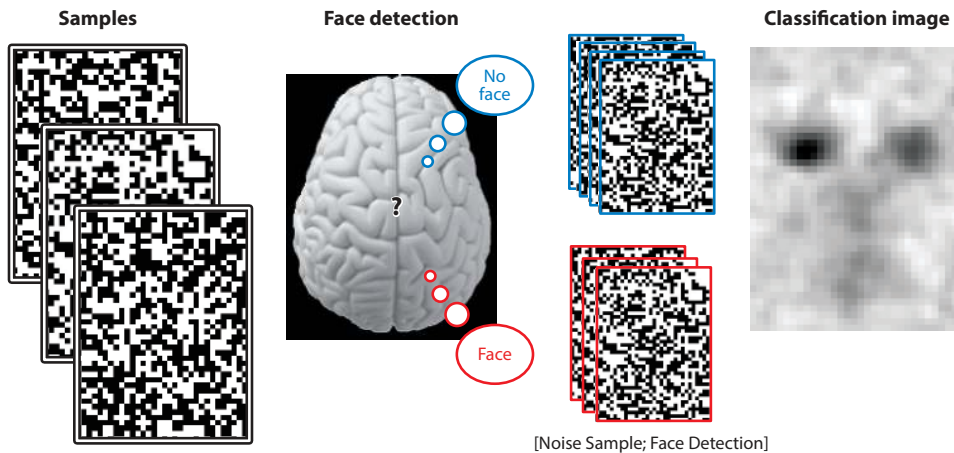 Samples
Face detection
Classification image
No
face
?
Face
[Noise Sample; Face Detection]